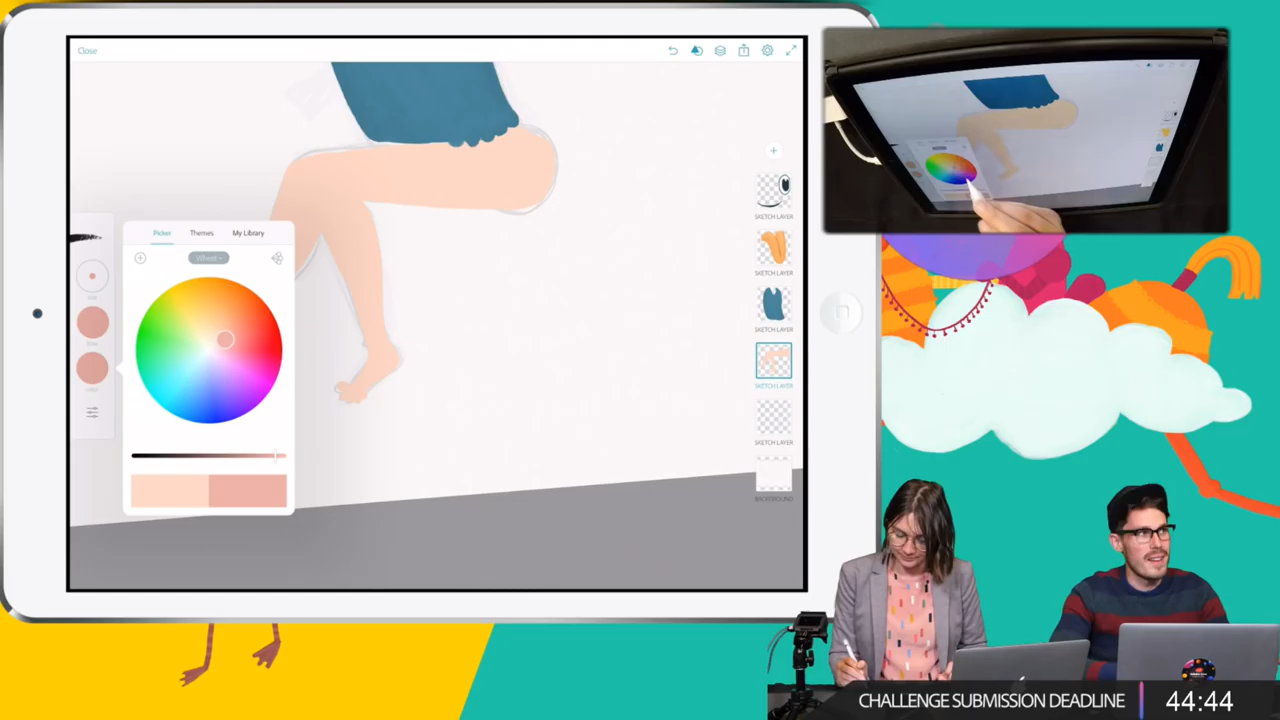 Close
Picker Themes My Library
Wheel
SKETCH LAYER
SKETCH LAYER
SKETCH LAYER
SKETCH LAYER
SKETCH LAYER
BACKGROUND
CHALLENGE SUBMISSION DEADLINE 44:44